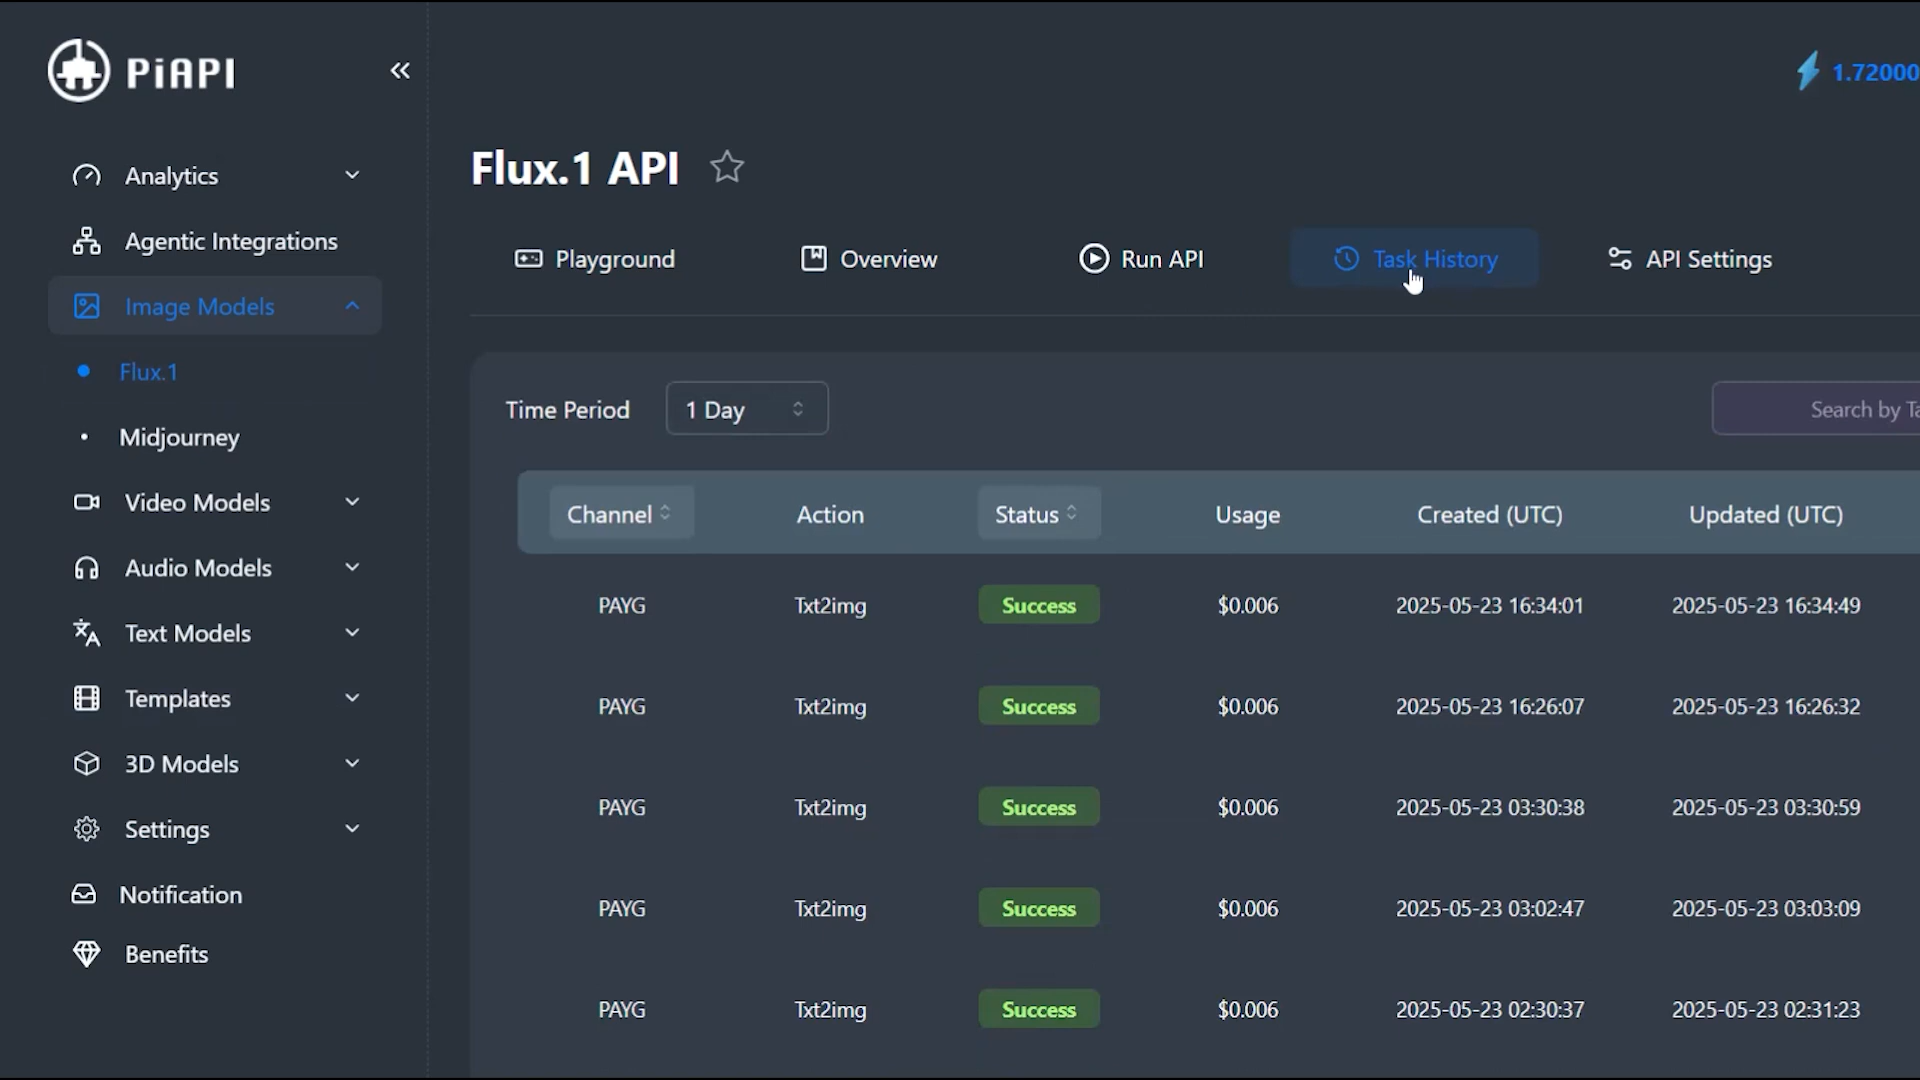 PiAPI
1.72000
Analytics
Agentic Integrations
Image Models
Flux.1
Midjourney
Video Models
Audio Models
Text Models
Templates
3D Models
Settings
Notification
Benefits
Flux.1 API
Playground Overview Run API Task History API Settings
Time Period 1 Day Search by Ta
Channel Action Status Usage Created (UTC) Updated (UTC)
PAYG Txt2img Success $0.006 2025-05-23 16:34:01 2025-05-23 16:34:49
PAYG Txt2img Success $0.006 2025-05-23 16:26:07 2025-05-23 16:26:32
PAYG Txt2img Success $0.006 2025-05-23 03:30:38 2025-05-23 03:30:59
PAYG Txt2img Success $0.006 2025-05-23 03:02:47 2025-05-23 03:03:09
PAYG Txt2img Success $0.006 2025-05-23 02:30:37 2025-05-23 02:31:23